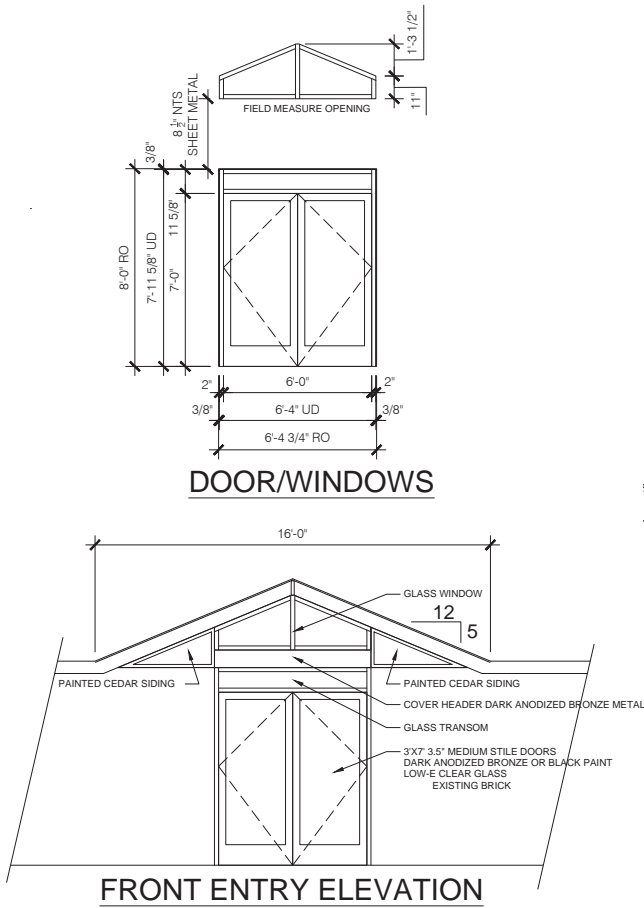 1'-3 1/2"
11"
FIELD MEASURE OPENING
8 1/2" NTS
SHEET METAL
3/8"
11 5/8"
8'-0" RO
7'-11 5/8" UD
7'-0"
2" 6'-0" 2"
3/8" 6'-4" UD 3/8"
6'-4 3/4" RO
DOOR/WINDOWS
16'-0"
GLASS WINDOW
12
5
PAINTED CEDAR SIDING
PAINTED CEDAR SIDING
COVER HEADER DARK ANODIZED BRONZE METAL
GLASS TRANSOM
3'X7' 3.5" MEDIUM STILE DOORS
DARK ANODIZED BRONZE OR BLACK PAINT
LOW-E CLEAR GLASS
EXISTING BRICK
FRONT ENTRY ELEVATION